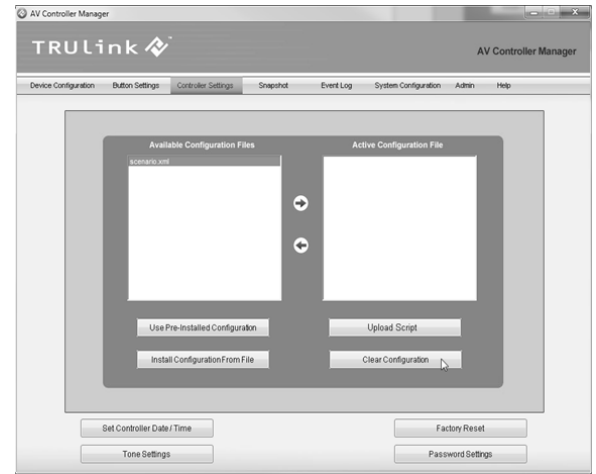 AV Controller Manager
TRULink
AV Controller Manager
Device Configuration Button Settings Controller Settings Snapshot Event Log System Configuration Admin Help
Available Configuration Files Active Configuration File
scenario.xml
Use Pre-Installed Configuration Upload Script
Install Configuration From File Clear Configuration
Set Controller Date / Time Factory Reset
Tone Settings Password Settings